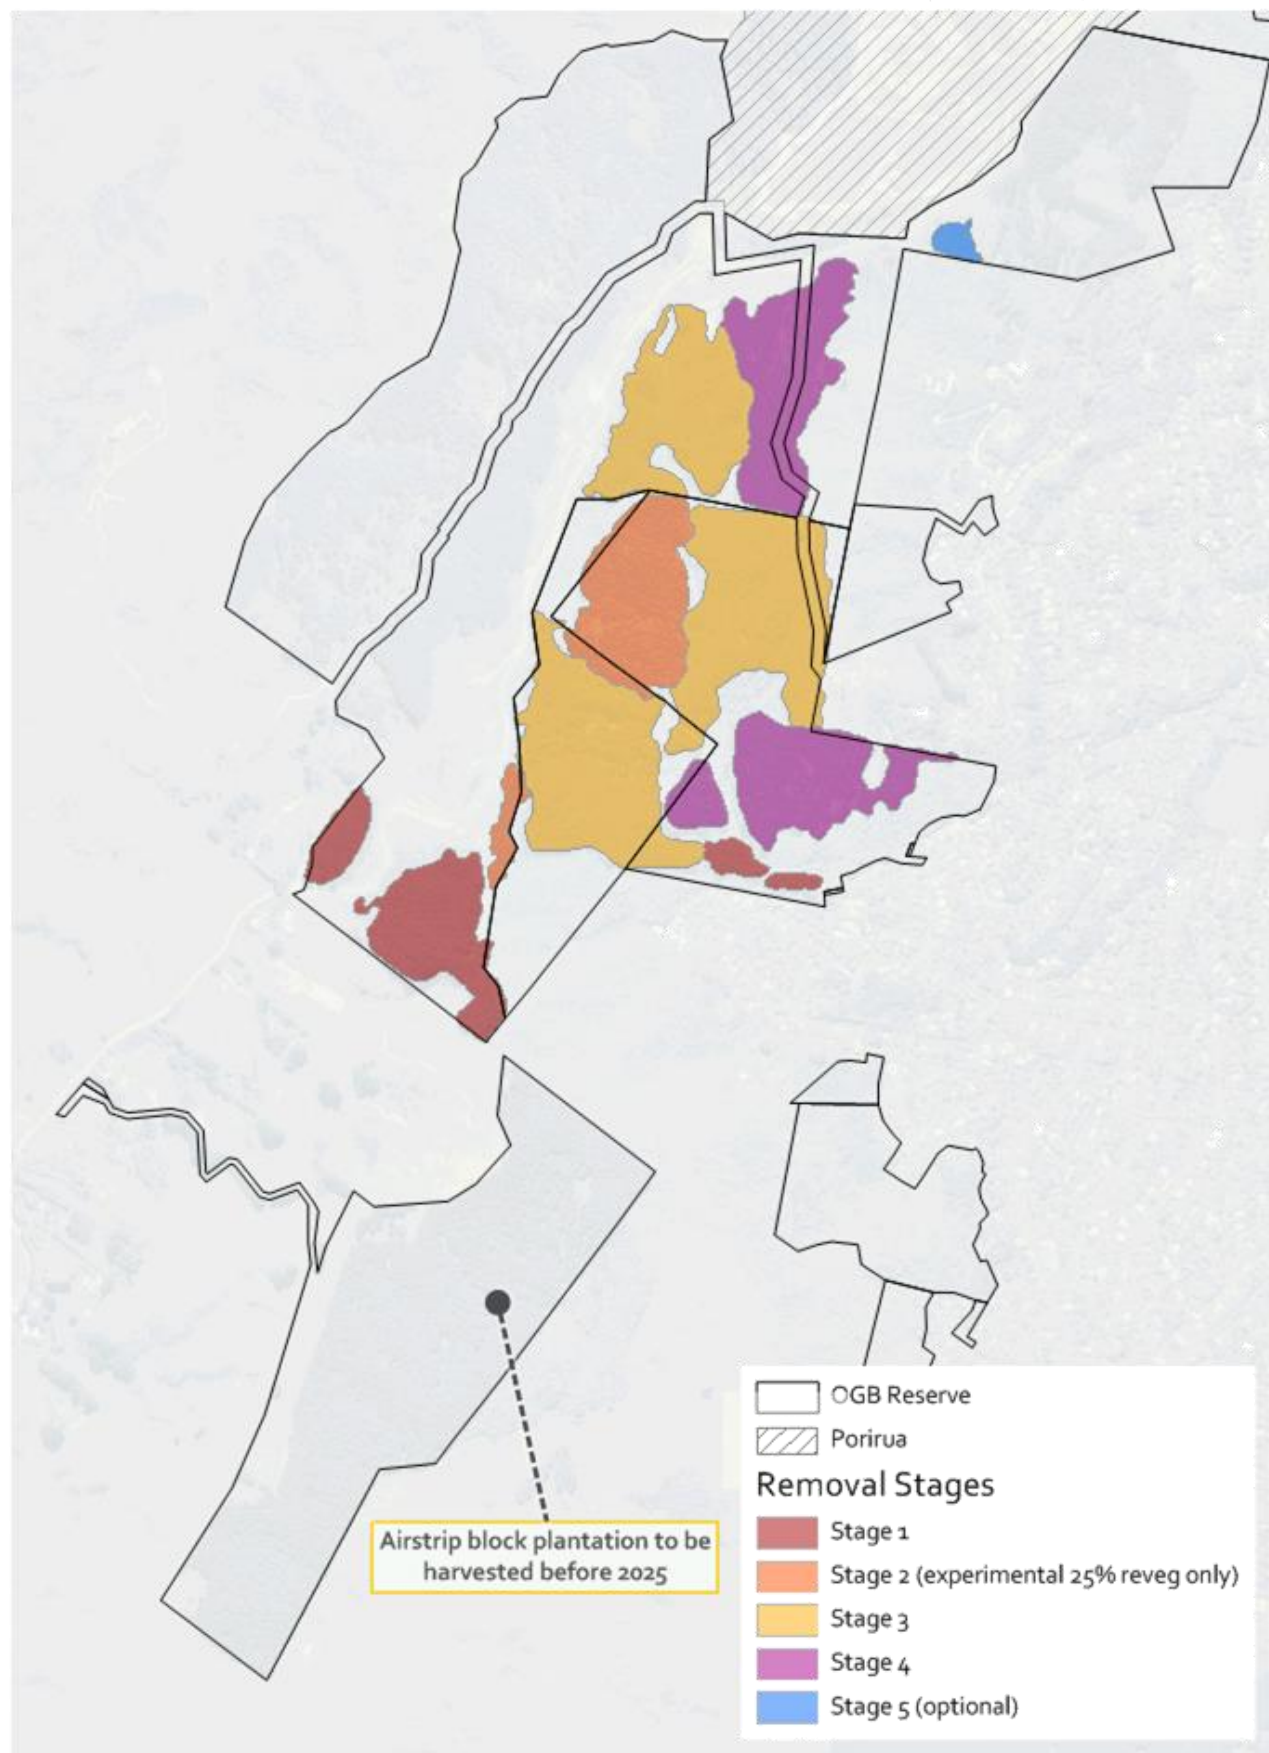 Airstrip block plantation to be
harvested before 2025
OGB Reserve
Porirua
Removal Stages
Stage 1
Stage 2 (experimental 25% reveg only)
Stage 3
Stage 4
Stage 5 (optional)